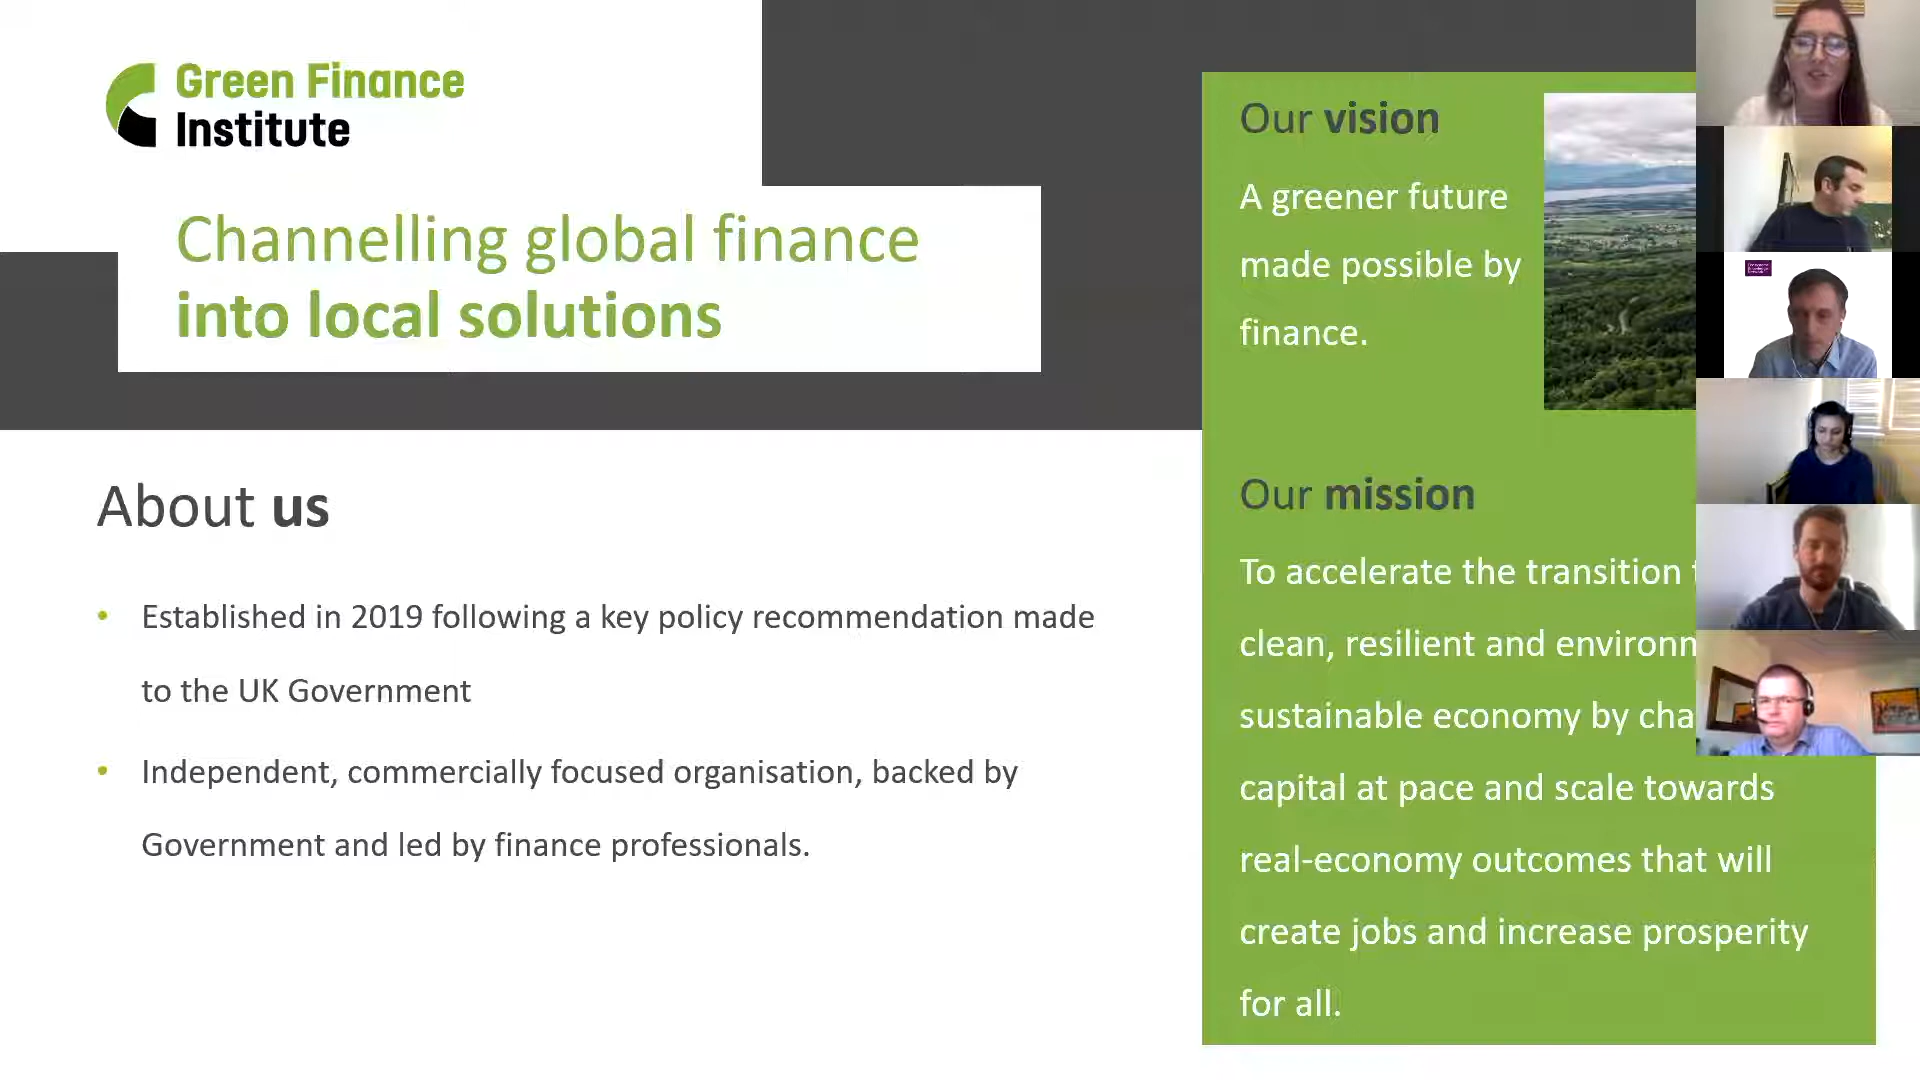 Green Finance
Institute
Channelling global finance
into local solutions
About us
• Established in 2019 following a key policy recommendation made
to the UK Government
• Independent, commercially focused organisation, backed by
Government and led by finance professionals.
Our vision
A greener future
made possible by
finance.
Our mission
To accelerate the transition
clean, resilient and
sustainable economy by
capital at pace and scale towards
real-economy outcomes that will
create jobs and increase prosperity
for all.